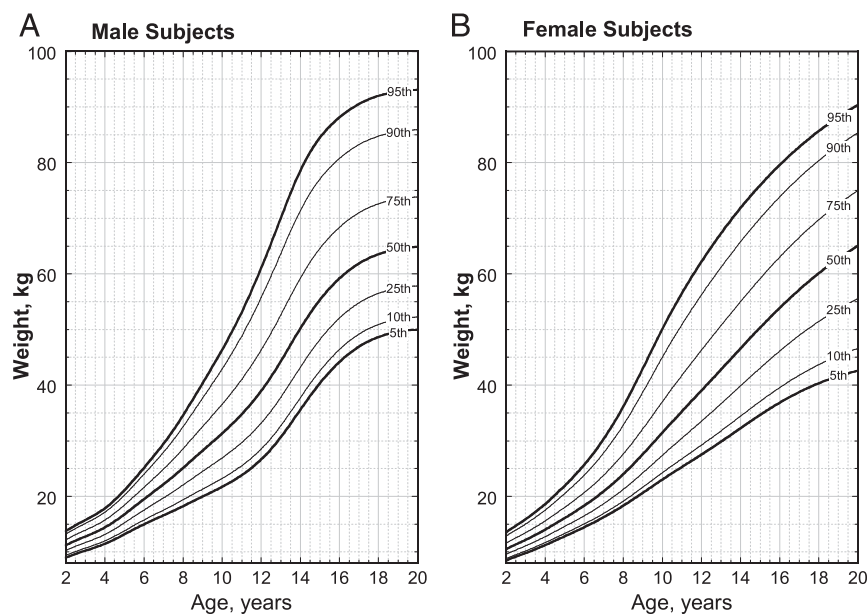 A Male Subjects
100
80
60
40
20
Weight, kg
95th
90th
75th
50th
25th
10th
5th
2 4 6 8 10 12 14 16 18 20
Age, years
B Female Subjects
100
80
60
40
20
Weight, kg
95th
90th
75th
50th
25th
10th
5th
2 4 6 8 10 12 14 16 18 20
Age, years